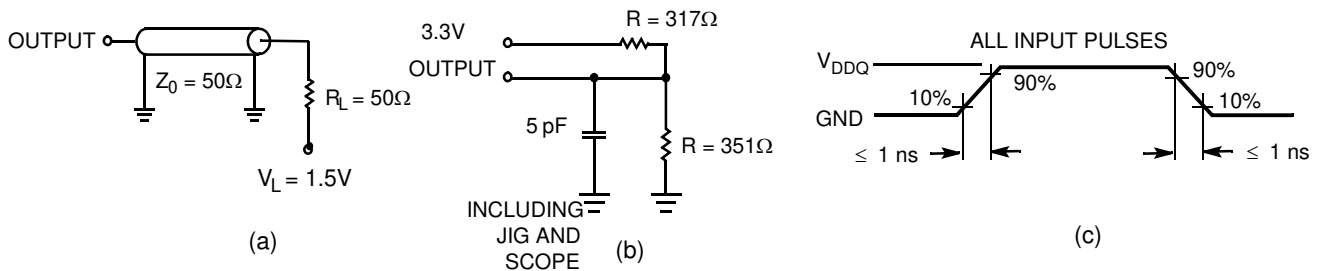 OUTPUT
Z0 = 50Ω
RL = 50Ω
VL = 1.5V
(a)
R = 317Ω
3.3V
OUTPUT
5 pF
R = 351Ω
INCLUDING
JIG AND
SCOPE
(b)
ALL INPUT PULSES
VDDQ
90%
90%
10%
10%
GND
≤ 1 ns
≤ 1 ns
(c)